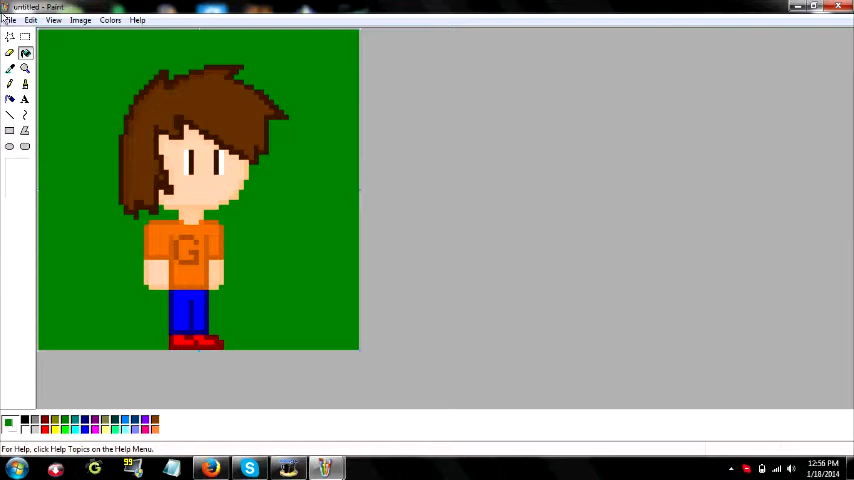 untitled - Paint
File Edit View Image Colors Help
A
G
For Help, click Help Topics on the Help Menu.
99
12:56 PM
1/18/2014